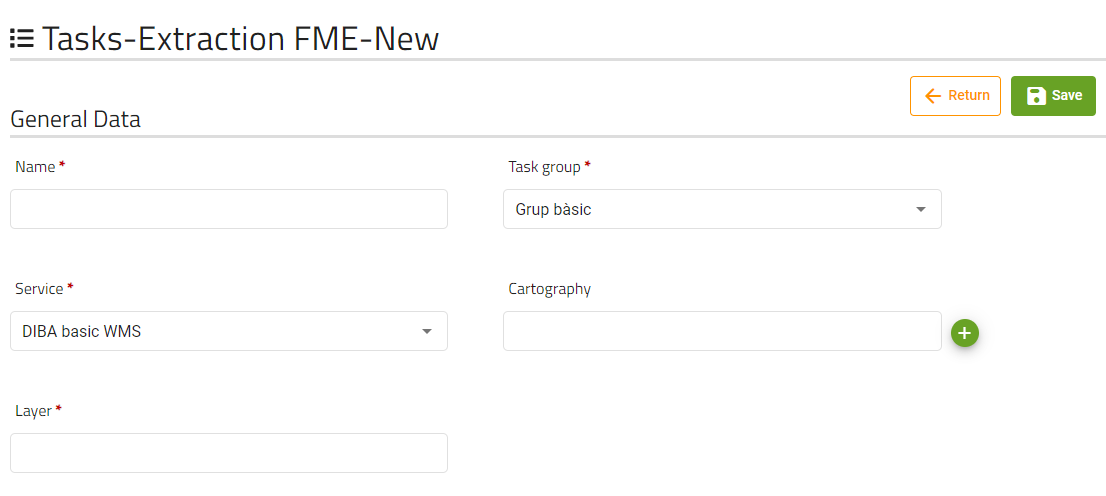 Tasks-Extraction FME-New
Return
Save
General Data
Name *
Task group *
Grup bàsic
Service *
Cartography
DIBA basic WMS
Layer *